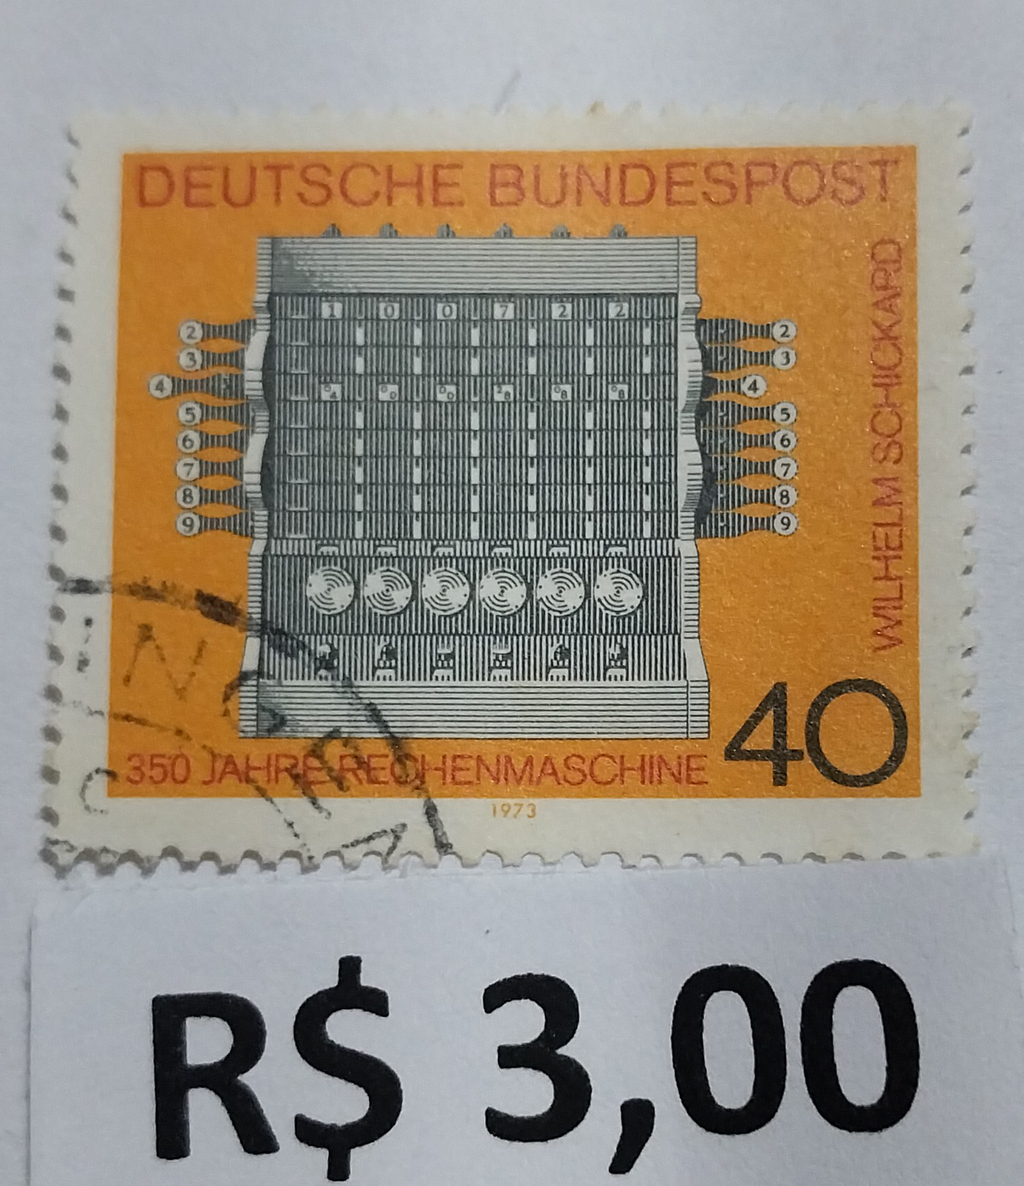 DEUTSCHE BUNDESPOST
WILHELM SCHICKARD
1 0 0 7 2 2
2 2
3 3
4 4
5 5
6 6
7 7
8 8
9 9
350 JAHRE RECHENMASCHINE
40
1973
R$ 3,00